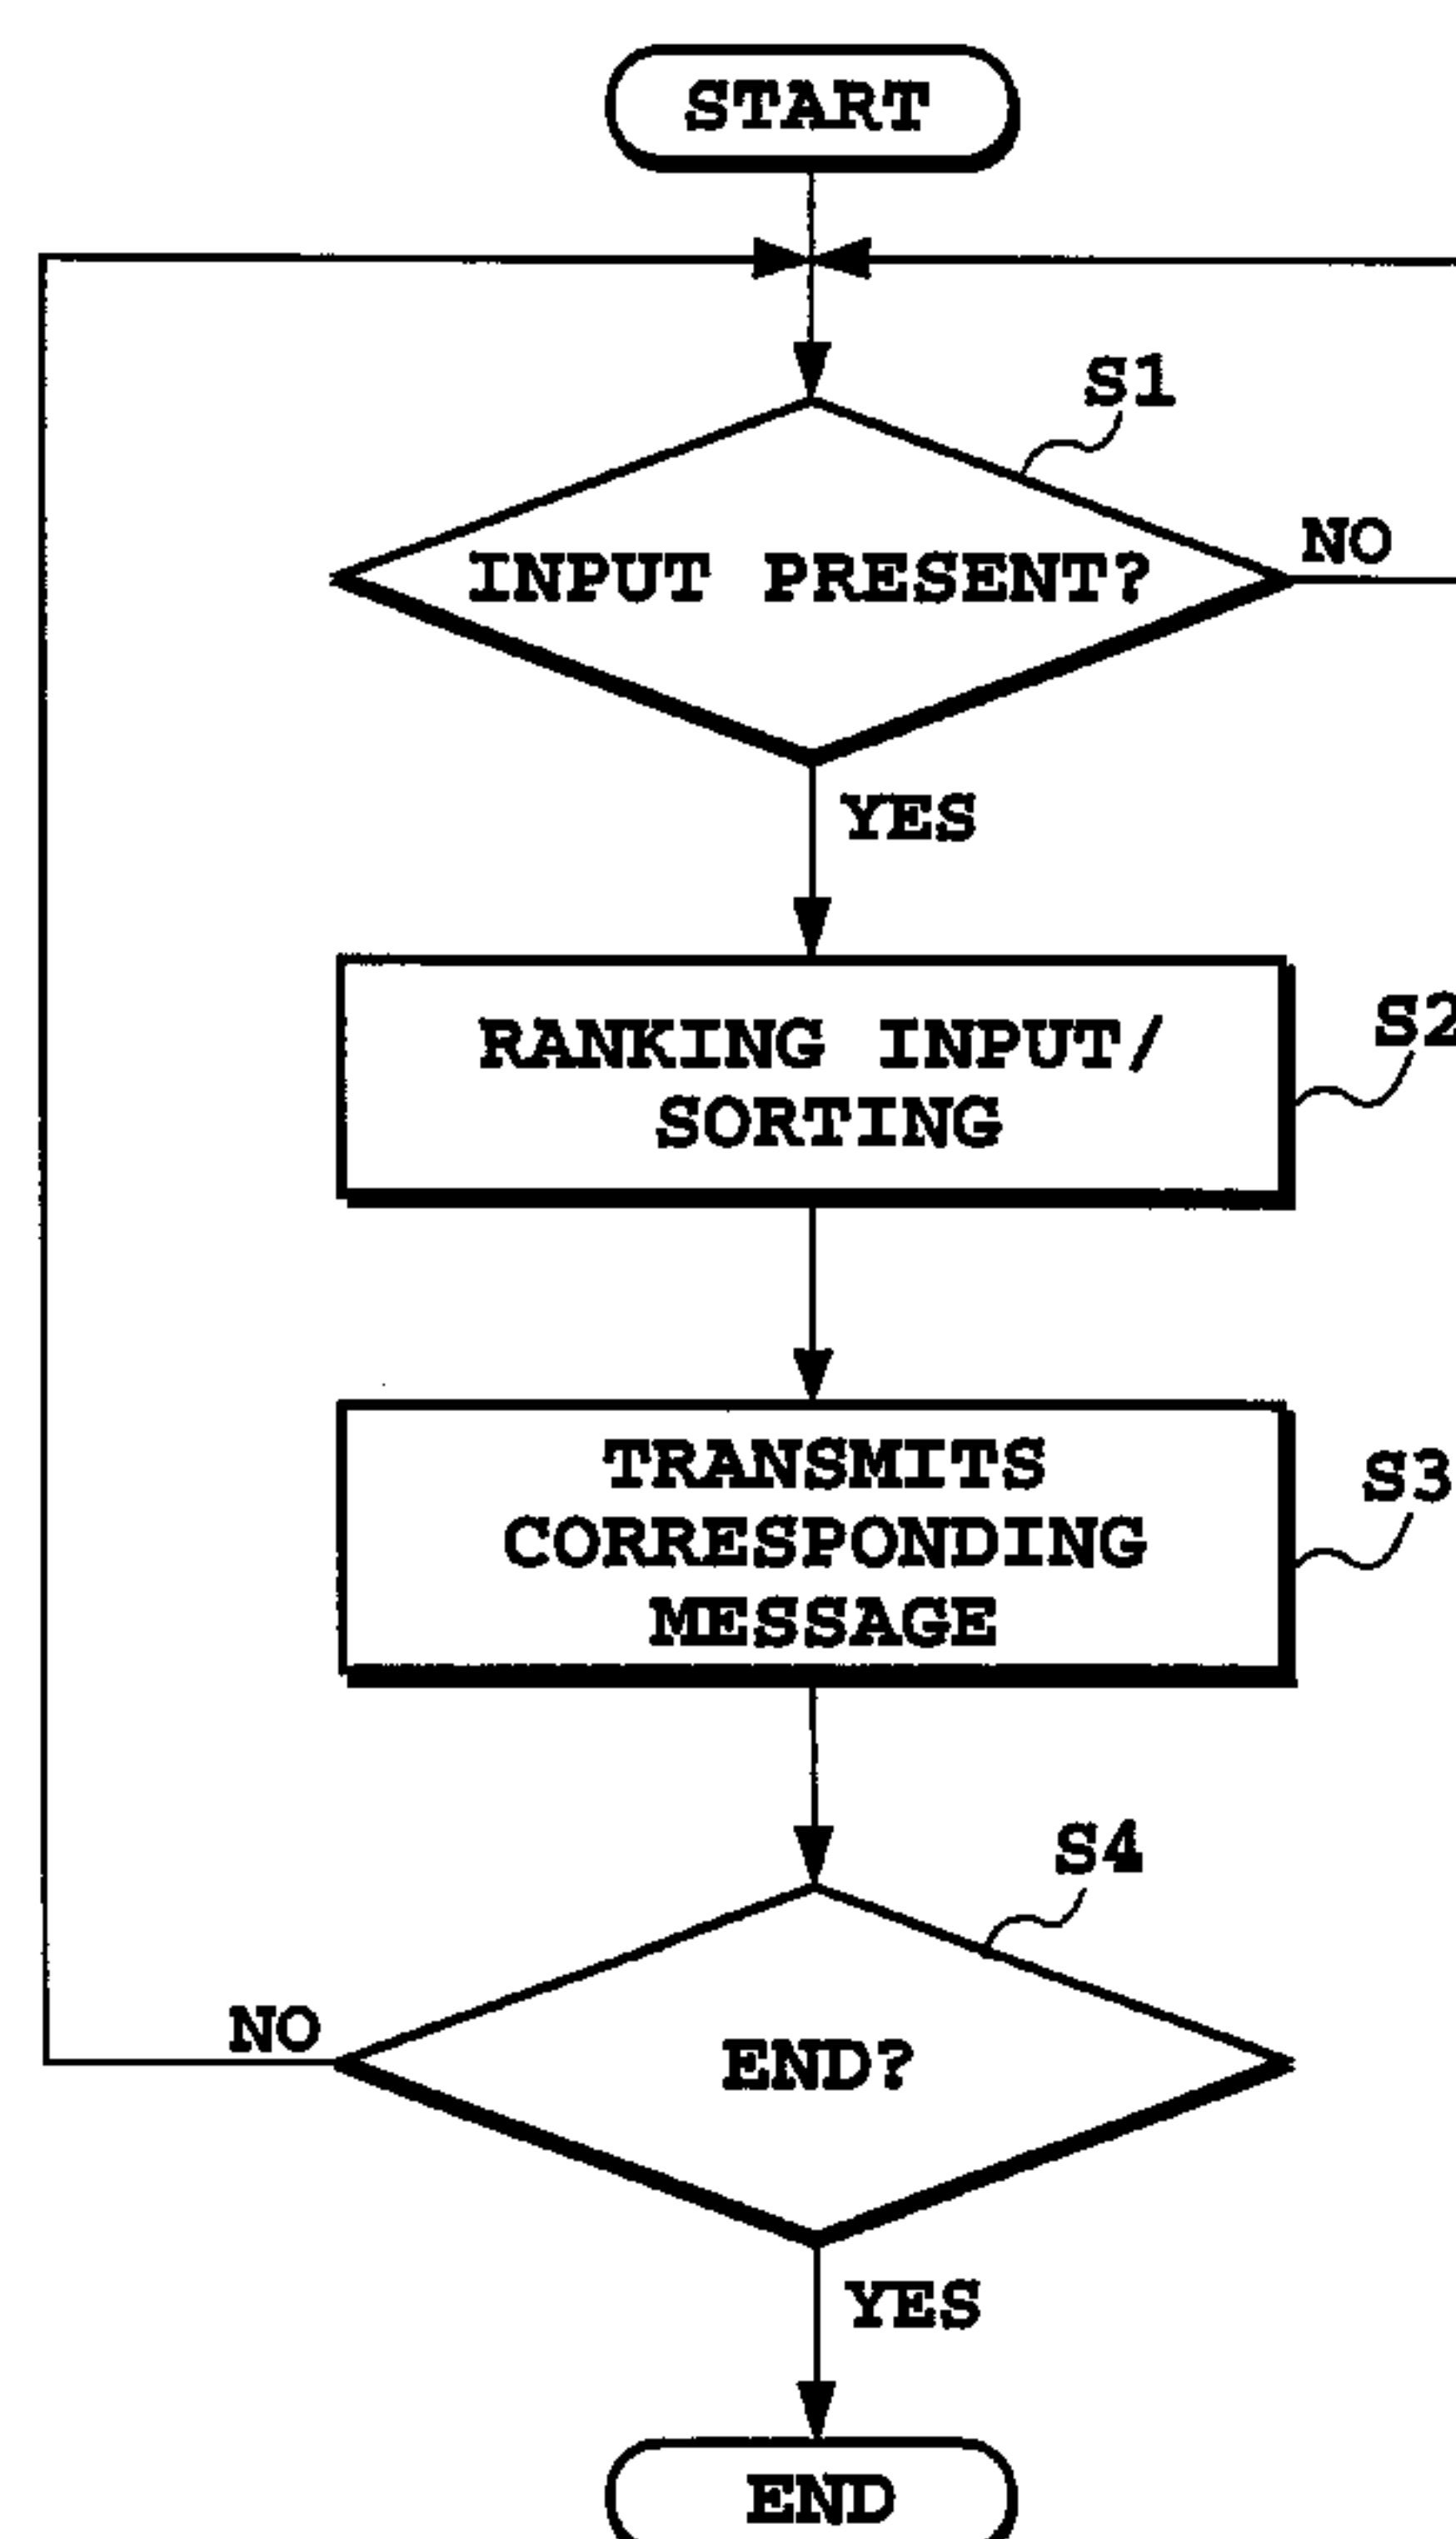 START
S1
INPUT PRESENT?
NO
YES
RANKING INPUT/
SORTING
S2
TRANSMITS
CORRESPONDING
MESSAGE
S3
S4
NO
END?
YES
END